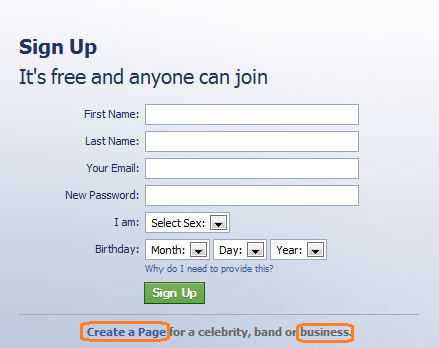 Sign Up
It's free and anyone can join
First Name:
Last Name:
Your Email:
New Password:
I am: Select Sex:
Birthday: Month: Day: Year:
Why do I need to provide this?
Sign Up
Create a Page for a celebrity, band or business.